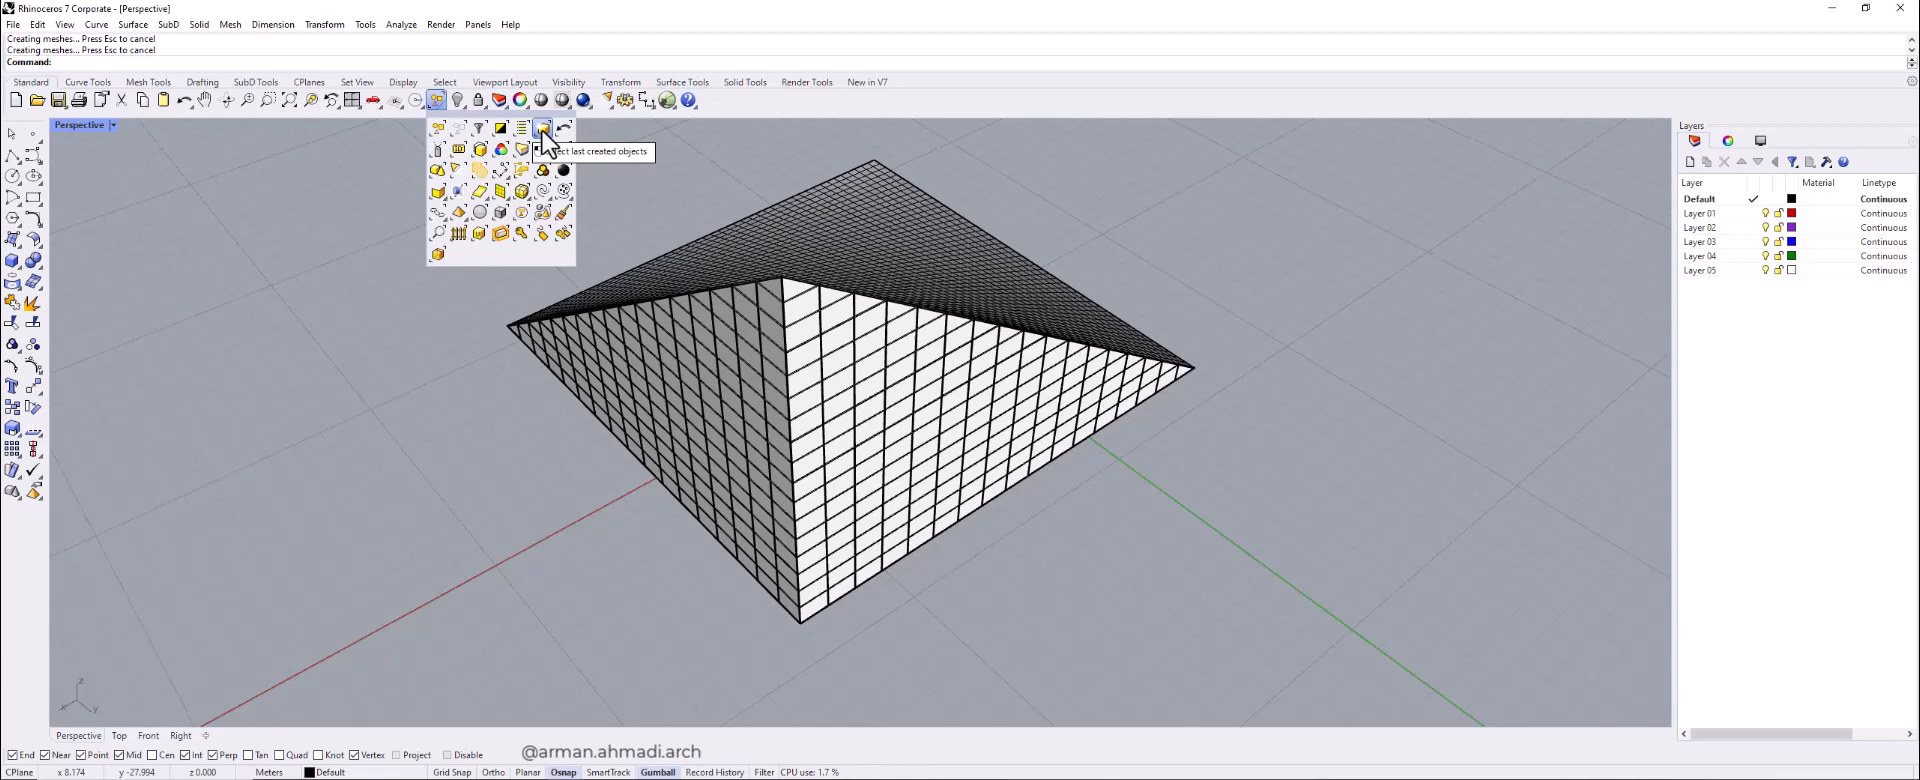 Rhinoceros 7 Corporate - [Perspective]
File Edit View Curve Surface SubD Solid Mesh Dimension Transform Tools Analyze Render Panels Help
Creating meshes... Press Esc to cancel
Creating meshes... Press Esc to cancel
Command:
Standard Curve Tools Mesh Tools Drafting SubD Tools CPlanes Set View Display Select Viewport Layout Visibility Transform Surface Tools Solid Tools Render Tools New in V7
Perspective
last created objects
Layers
Layer Material Linetype
Default Continuous
Layer 01 Continuous
Layer 02 Continuous
Layer 03 Continuous
Layer 04 Continuous
Layer 05 Continuous
z
x y
Perspective Top Front Right
End Near Point Mid Cen Int Perp Tan Quad Knot Vertex Project Disable
@arman.ahmadi.arch
CPlane x 8.174 y -27.994 z 0.000 Meters Default Grid Snap Ortho Planar Osnap SmartTrack Gumball Record History Filter CPU use: 1.7 %